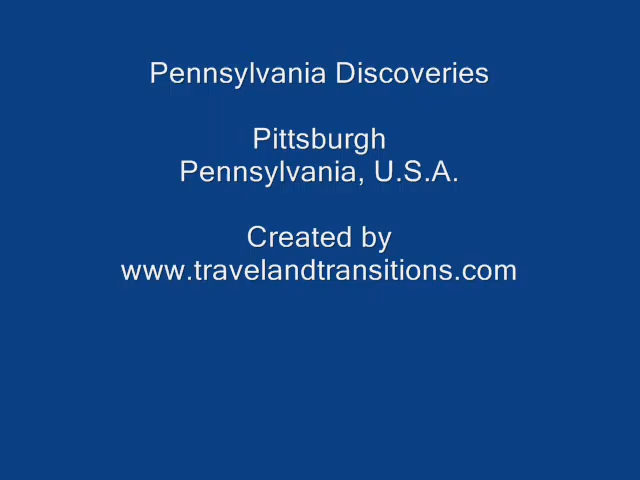 Pennsylvania Discoveries
Pittsburgh
Pennsylvania, U.S.A.
Created by
www.travelandtransitions.com